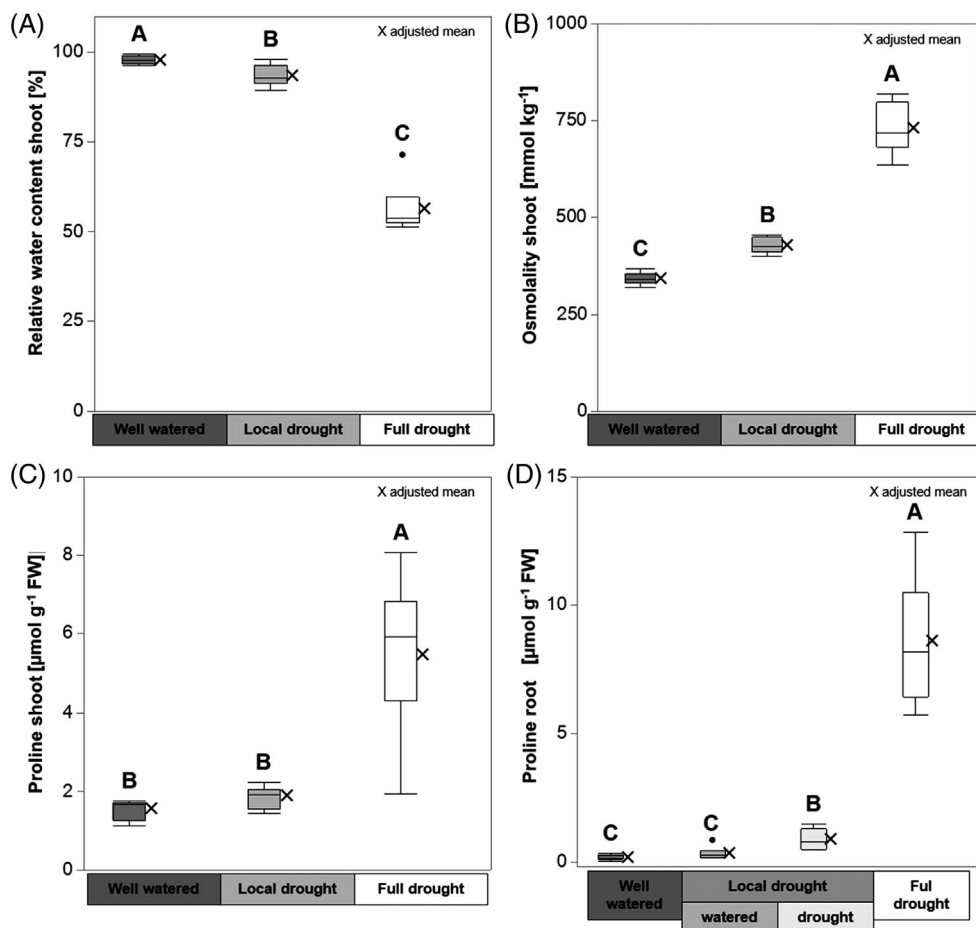 (A)
X adjusted mean
Relative water content shoot [%]
100
75
50
25
0
A
B
C
Well watered
Local drought
Full drought
(B)
X adjusted mean
Osmolality shoot [mmol kg⁻¹]
1000
750
500
250
0
C
B
A
Well watered
Local drought
Full drought
(C)
X adjusted mean
Proline shoot [µmol g⁻¹ FW]
10
8
6
4
2
0
B
B
A
Well watered
Local drought
Full drought
(D)
X adjusted mean
Proline root [µmol g⁻¹ FW]
15
10
5
0
C
C
B
A
Well
watered
Local drought
watered
drought
Ful
drought